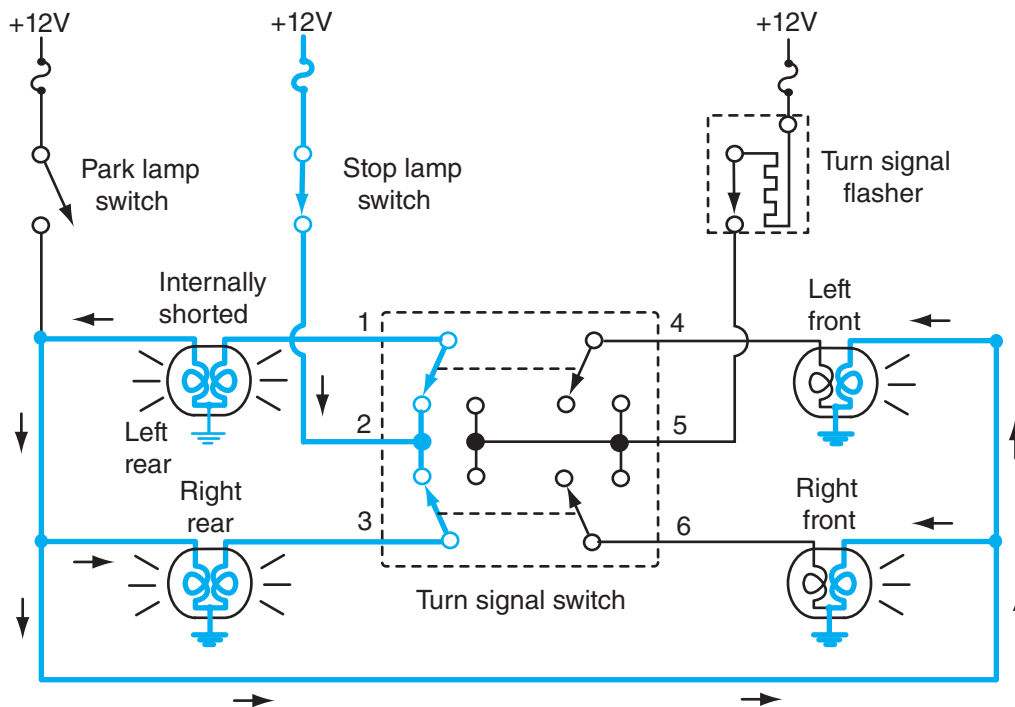 +12V
+12V
+12V
Park lamp
switch
Stop lamp
switch
Turn signal
flasher
Internally
shorted
1
4
Left
front
2
5
Left
rear
Right
rear
3
6
Right
front
Turn signal switch